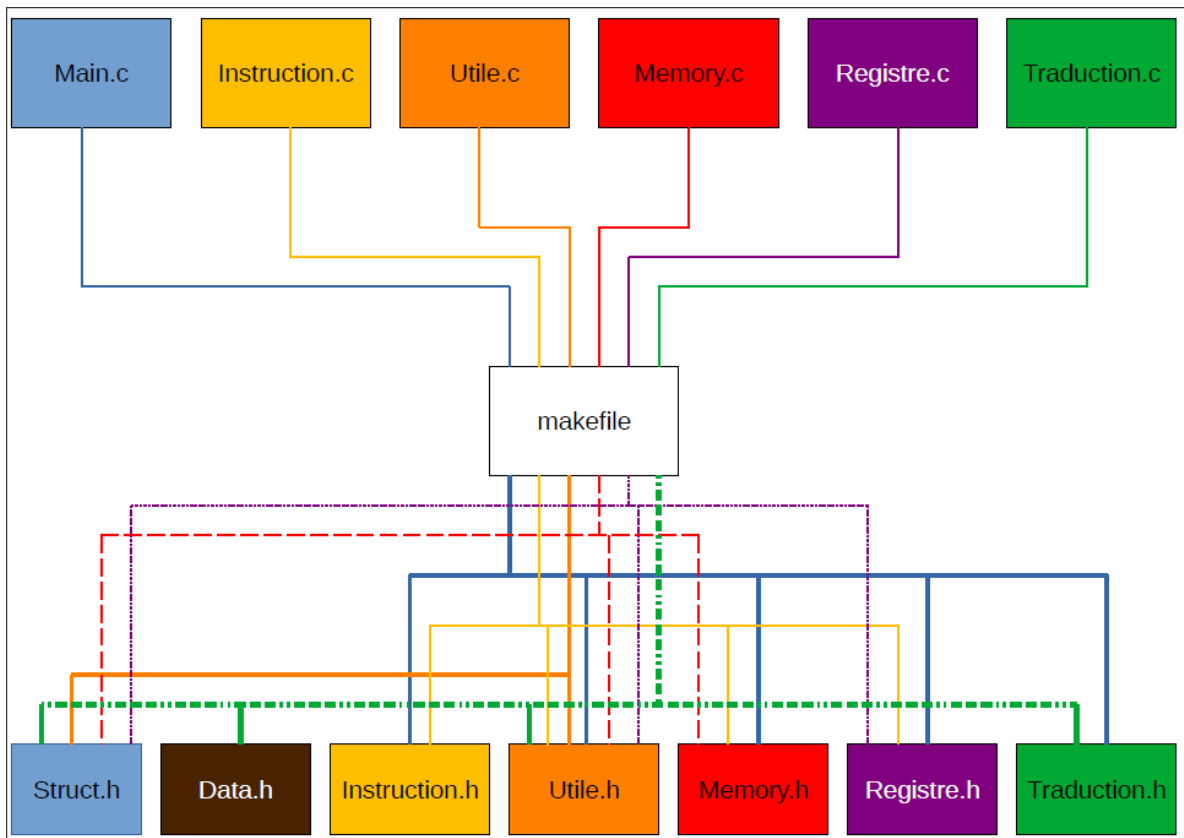 Main.c
Instruction.c
Utile.c
Memory.c
Registre.c
Traduction.c
makefile
Struct.h
Data.h
Instruction.h
Utile.h
Memory.h
Registre.h
Traduction.h